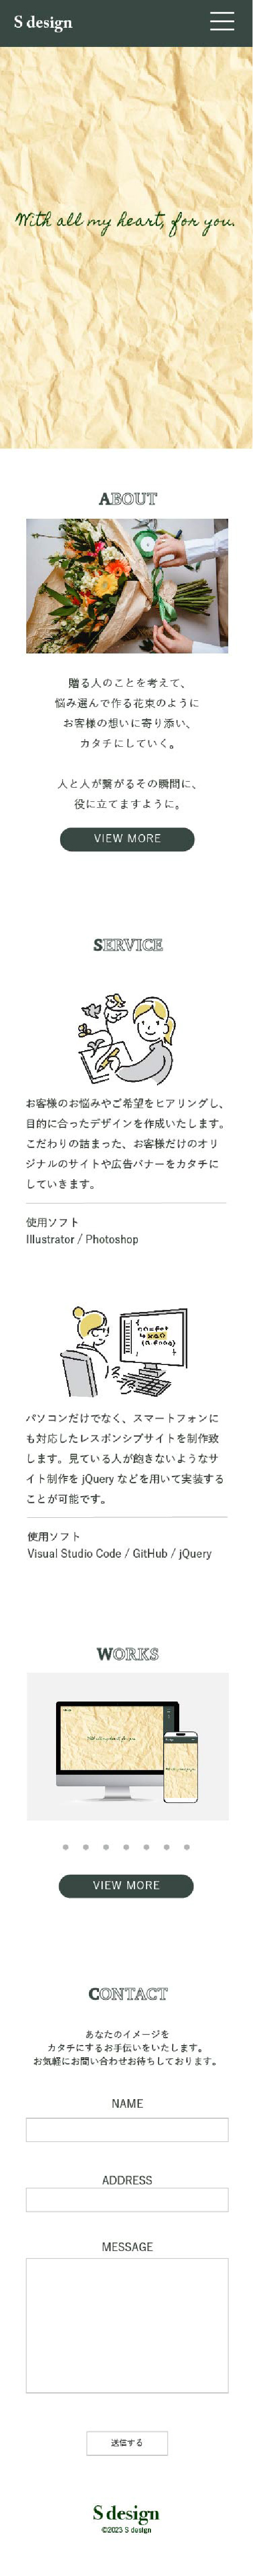 S design
With all my heart, for you.
ABOUT
贈る人のことを考えて、
悩み選んで作る花束のように
お客様の想いに寄り添い、
カタチにしていく。
人と人が繋がるその瞬間に、
役に立てますように。
VIEW MORE
SERVICE
お客様のお悩みやご希望をヒアリングし、
目的に合ったデザインを作成いたします。
こだわりの詰まった、お客様だけのオリ
ジナルのサイトや広告バナーをカタチに
していきます。
使用ソフト
Illustrator / Photoshop
パソコンだけでなく、スマートフォンに
も対応したレスポンシブサイトを制作致
します。見ている人が飽きないようなサ
イト制作を jQuery などを用いて実装する
ことが可能です。
使用ソフト
Visual Studio Code / GitHub / jQuery
WORKS
VIEW MORE
CONTACT
あなたのイメージを
カタチにするお手伝いをいたします。
お気軽にお問い合わせお待ちしております。
NAME
ADDRESS
MESSAGE
送信する
S design
©2023 S design